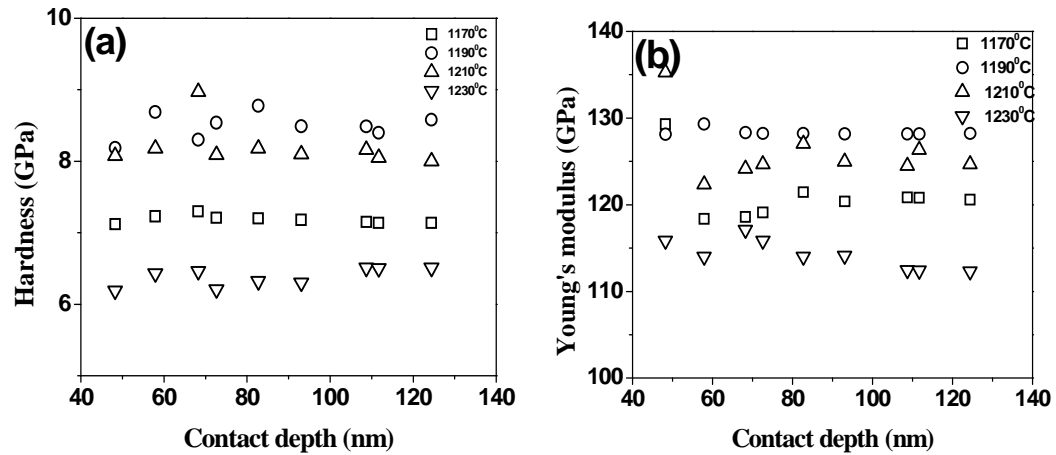 (a)
1170⁰C
1190⁰C
1210⁰C
1230⁰C
10
8
6
40 60 80 100 120 140
Hardness (GPa)
Contact depth (nm)
(b)
1170⁰C
1190⁰C
1210⁰C
1230⁰C
140
130
120
110
100
40 60 80 100 120 140
Young's modulus (GPa)
Contact depth (nm)